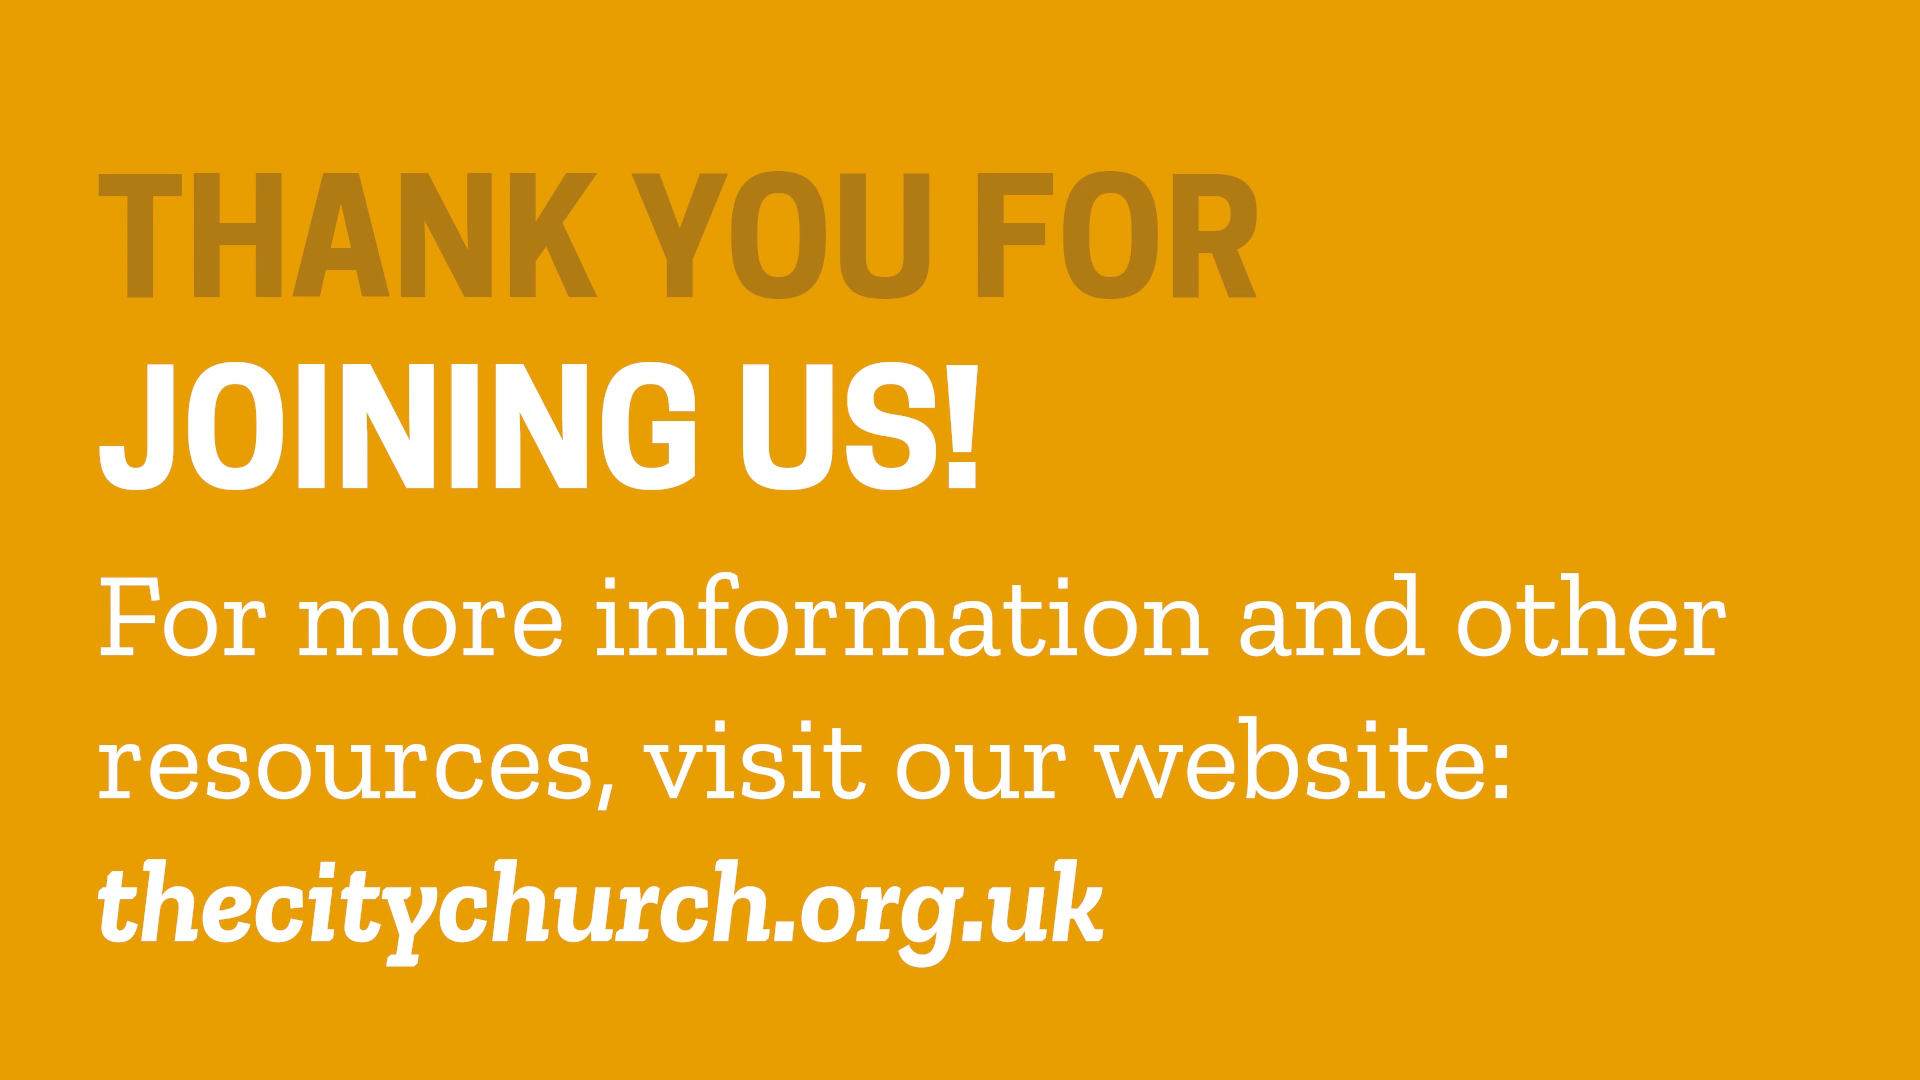 THANK YOU FOR
JOINING US!
For more information and other
resources, visit our website:
thecitychurch.org.uk